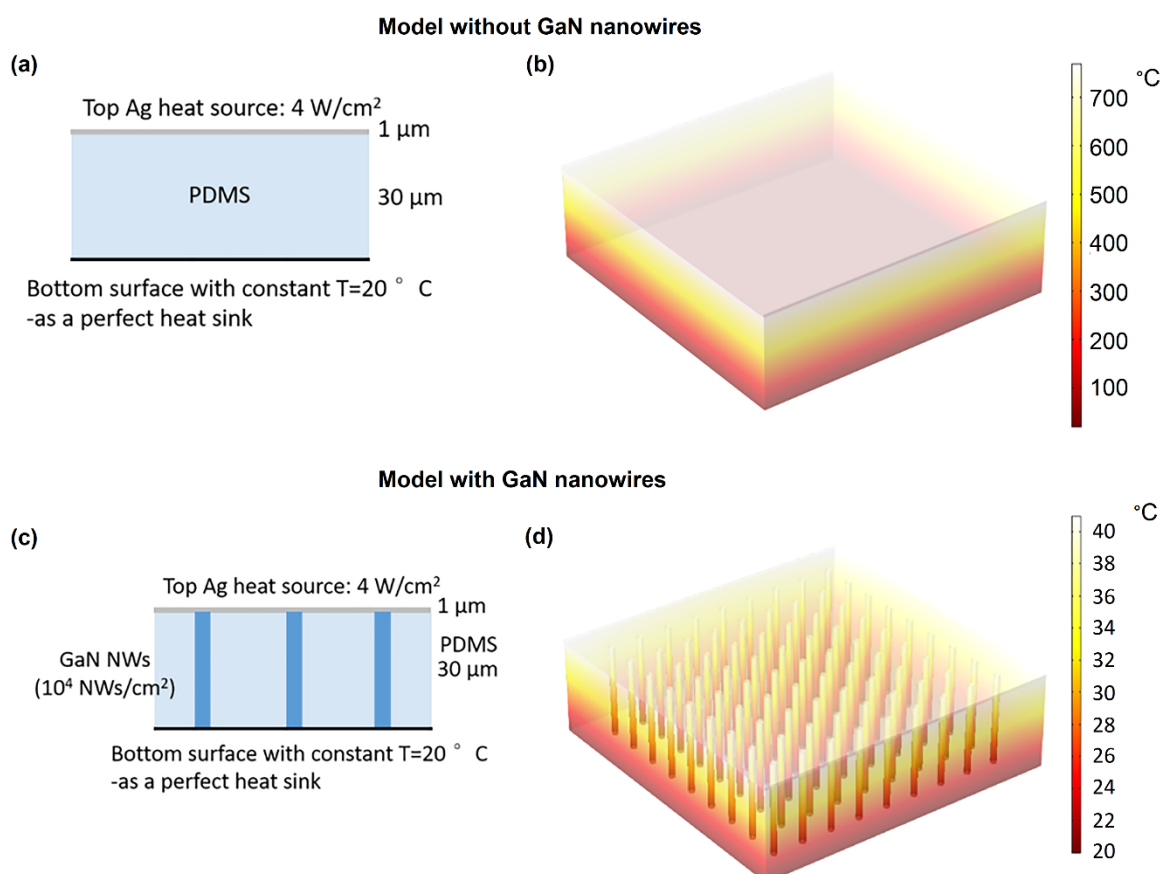 Model without GaN nanowires
(a)
Top Ag heat source: 4 W/cm²
1 µm
PDMS
30 µm
Bottom surface with constant T=20 ° C
-as a perfect heat sink
(b)
°C
700
600
500
400
300
200
100
Model with GaN nanowires
(c)
Top Ag heat source: 4 W/cm²
1 µm
GaN NWs
(10⁴ NWs/cm²)
PDMS
30 µm
Bottom surface with constant T=20 ° C
-as a perfect heat sink
(d)
°C
40
38
36
34
32
30
28
26
24
22
20